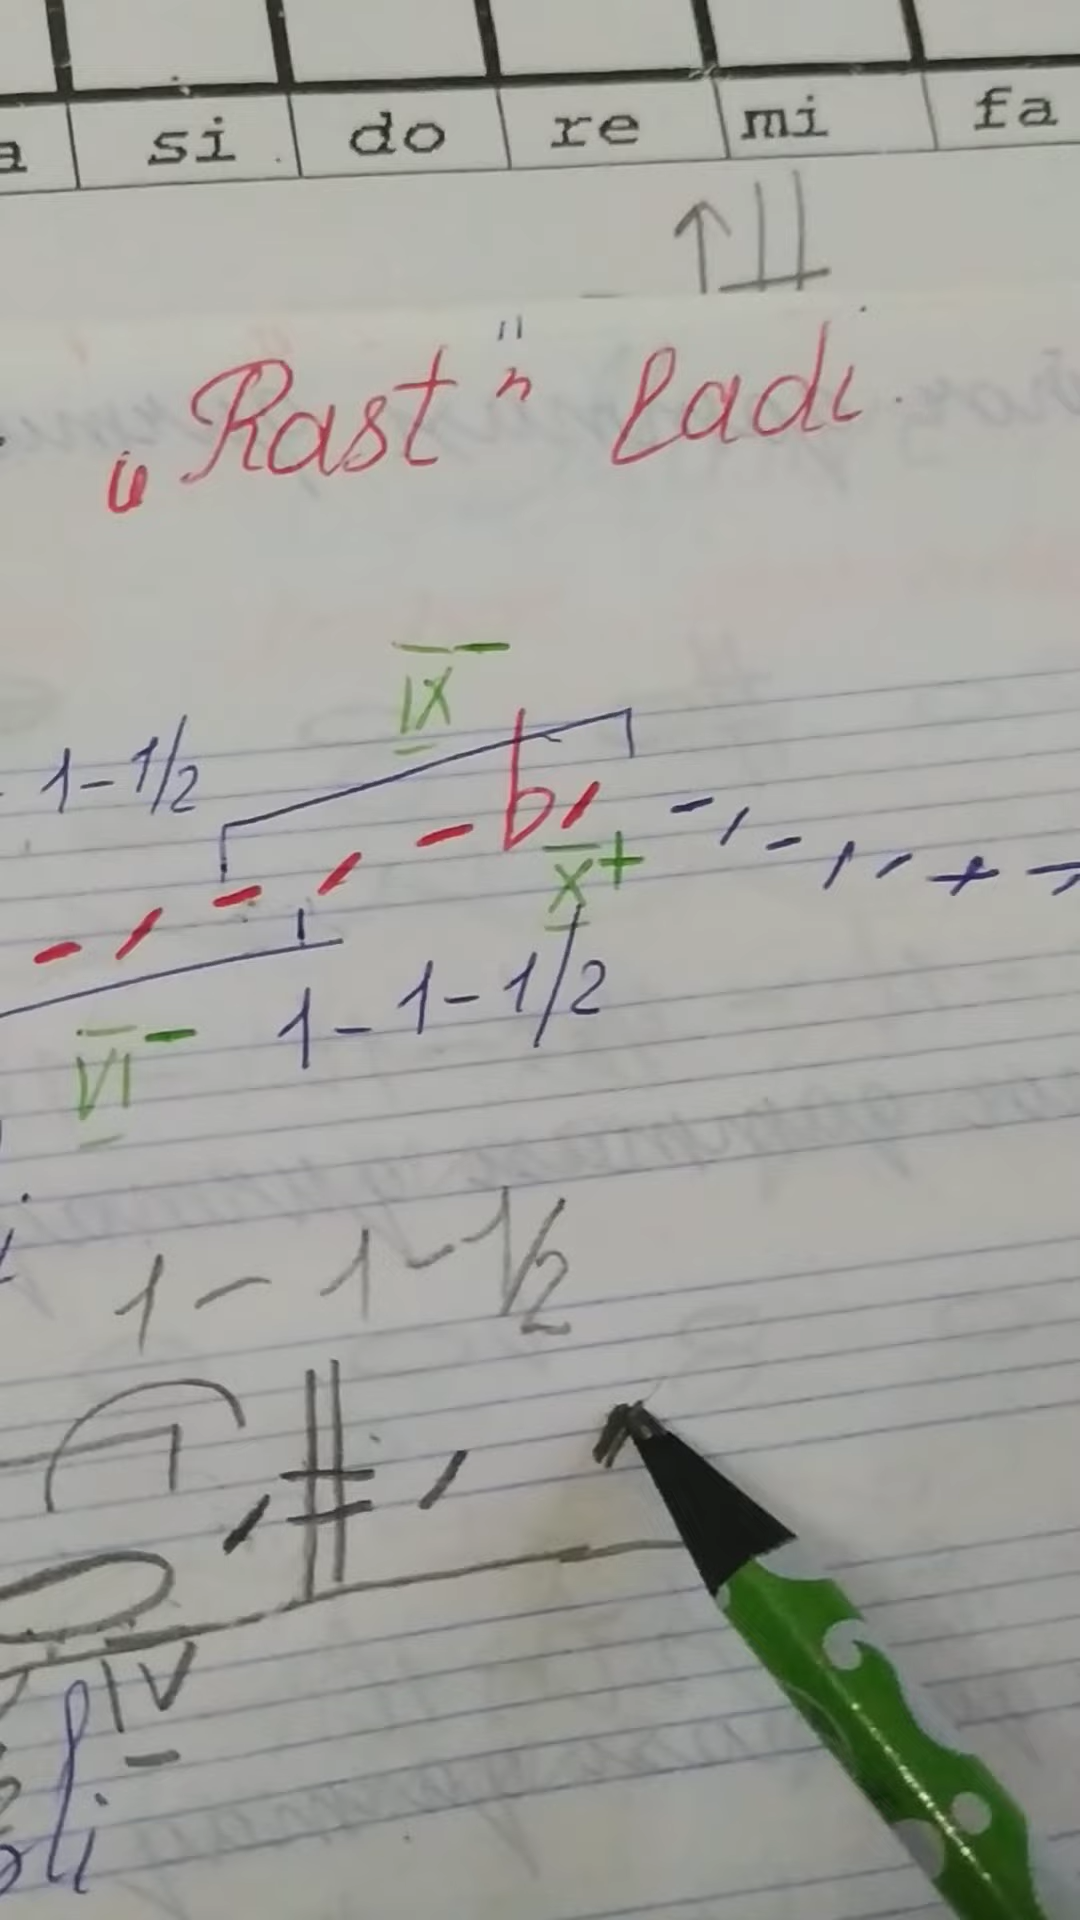 si do re mi fa
„Rast" Ladı
IX
1-1/2
b
X+
VI
1-1-1/2
1-1-1/2
IV